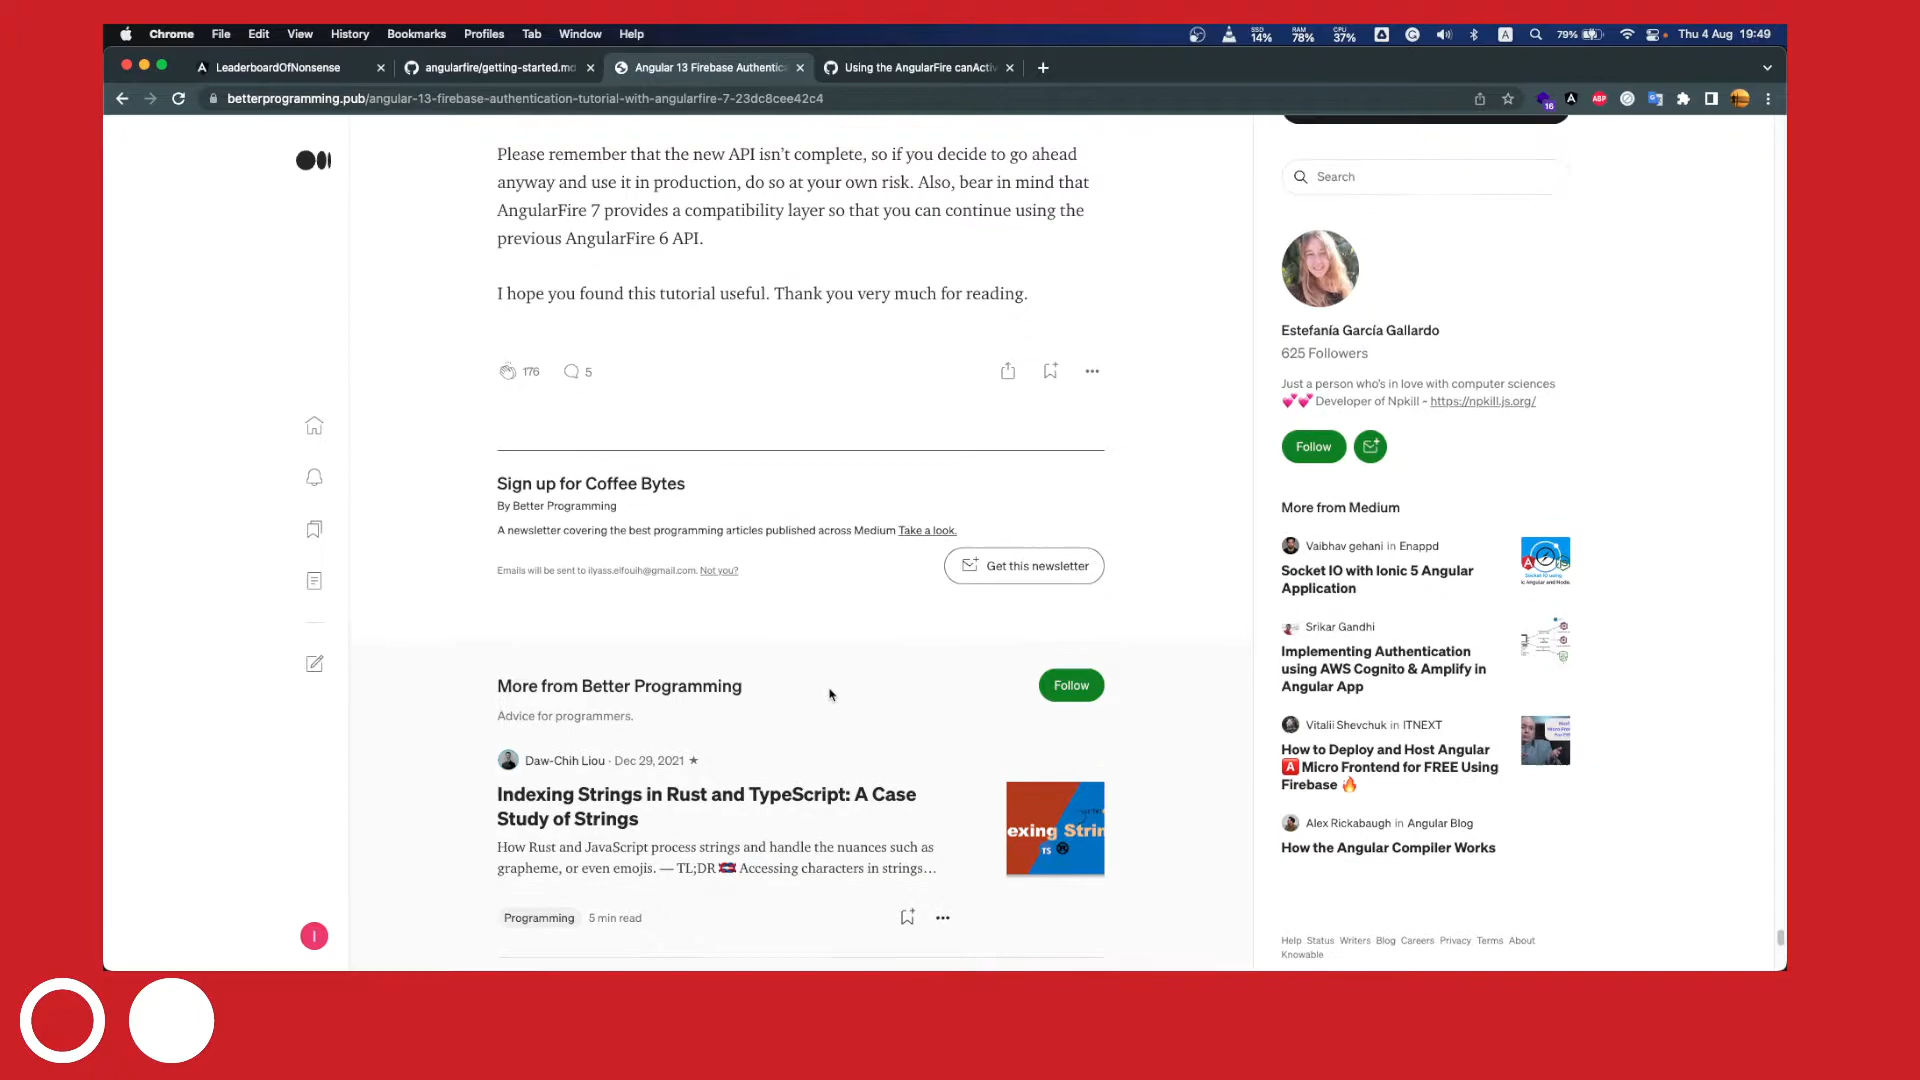 Chrome File Edit View History Bookmarks Profiles Tab Window Help
SSD 14% RAM 78% CPU 37% A 79% Thu 4 Aug 19:49
LeaderboardOfNonsense
angularfire/getting-started.md
Angular 13 Firebase Authentica
Using the AngularFire canActiv
betterprogramming.pub/angular-13-firebase-authentication-tutorial-with-angularfire-7-23dc8cee42c4
16
ABP
Please remember that the new API isn’t complete, so if you decide to go ahead
anyway and use it in production, do so at your own risk. Also, bear in mind that
AngularFire 7 provides a compatibility layer so that you can continue using the
previous AngularFire 6 API.
I hope you found this tutorial useful. Thank you very much for reading.
176 5
Sign up for Coffee Bytes
By Better Programming
A newsletter covering the best programming articles published across Medium Take a look.
Emails will be sent to ilyass.elfouih@gmail.com. Not you?
Get this newsletter
More from Better Programming
Follow
Advice for programmers.
Daw-Chih Liou · Dec 29, 2021 ★
Indexing Strings in Rust and TypeScript: A Case
Study of Strings
How Rust and JavaScript process strings and handle the nuances such as
grapheme, or even emojis. — TL;DR Accessing characters in strings…
exing Strin
TS
Programming 5 min read
I
Search
Estefanía García Gallardo
625 Followers
Just a person who’s in love with computer sciences
💕💕 Developer of Npkill ~ https://npkill.js.org/
Follow
More from Medium
Vaibhav gehani in Enappd
Socket IO with Ionic 5 Angular
Application
Socket IO using
Srikar Gandhi
Implementing Authentication
using AWS Cognito & Amplify in
Angular App
Vitalii Shevchuk in ITNEXT
How to Deploy and Host Angular
🅰️ Micro Frontend for FREE Using
Firebase 🔥
Alex Rickabaugh in Angular Blog
How the Angular Compiler Works
Help Status Writers Blog Careers Privacy Terms About
Knowable